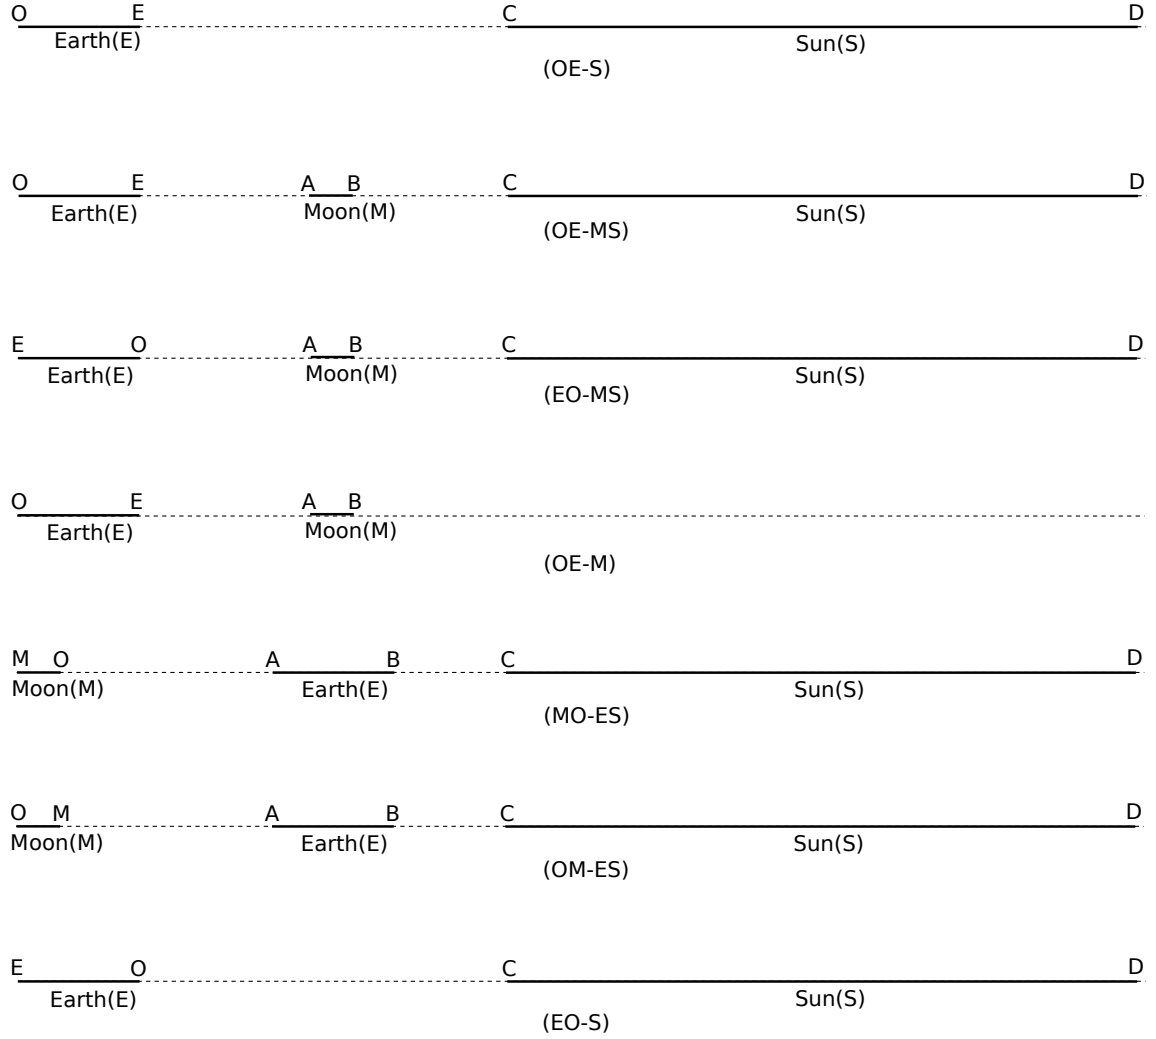 O E C D
Earth(E) Sun(S)
(OE-S)
O E A B C D
Earth(E) Moon(M) Sun(S)
(OE-MS)
E O A B C D
Earth(E) Moon(M) Sun(S)
(EO-MS)
O E A B
Earth(E) Moon(M)
(OE-M)
M O A B C D
Moon(M) Earth(E) Sun(S)
(MO-ES)
O M A B C D
Moon(M) Earth(E) Sun(S)
(OM-ES)
E O C D
Earth(E) Sun(S)
(EO-S)